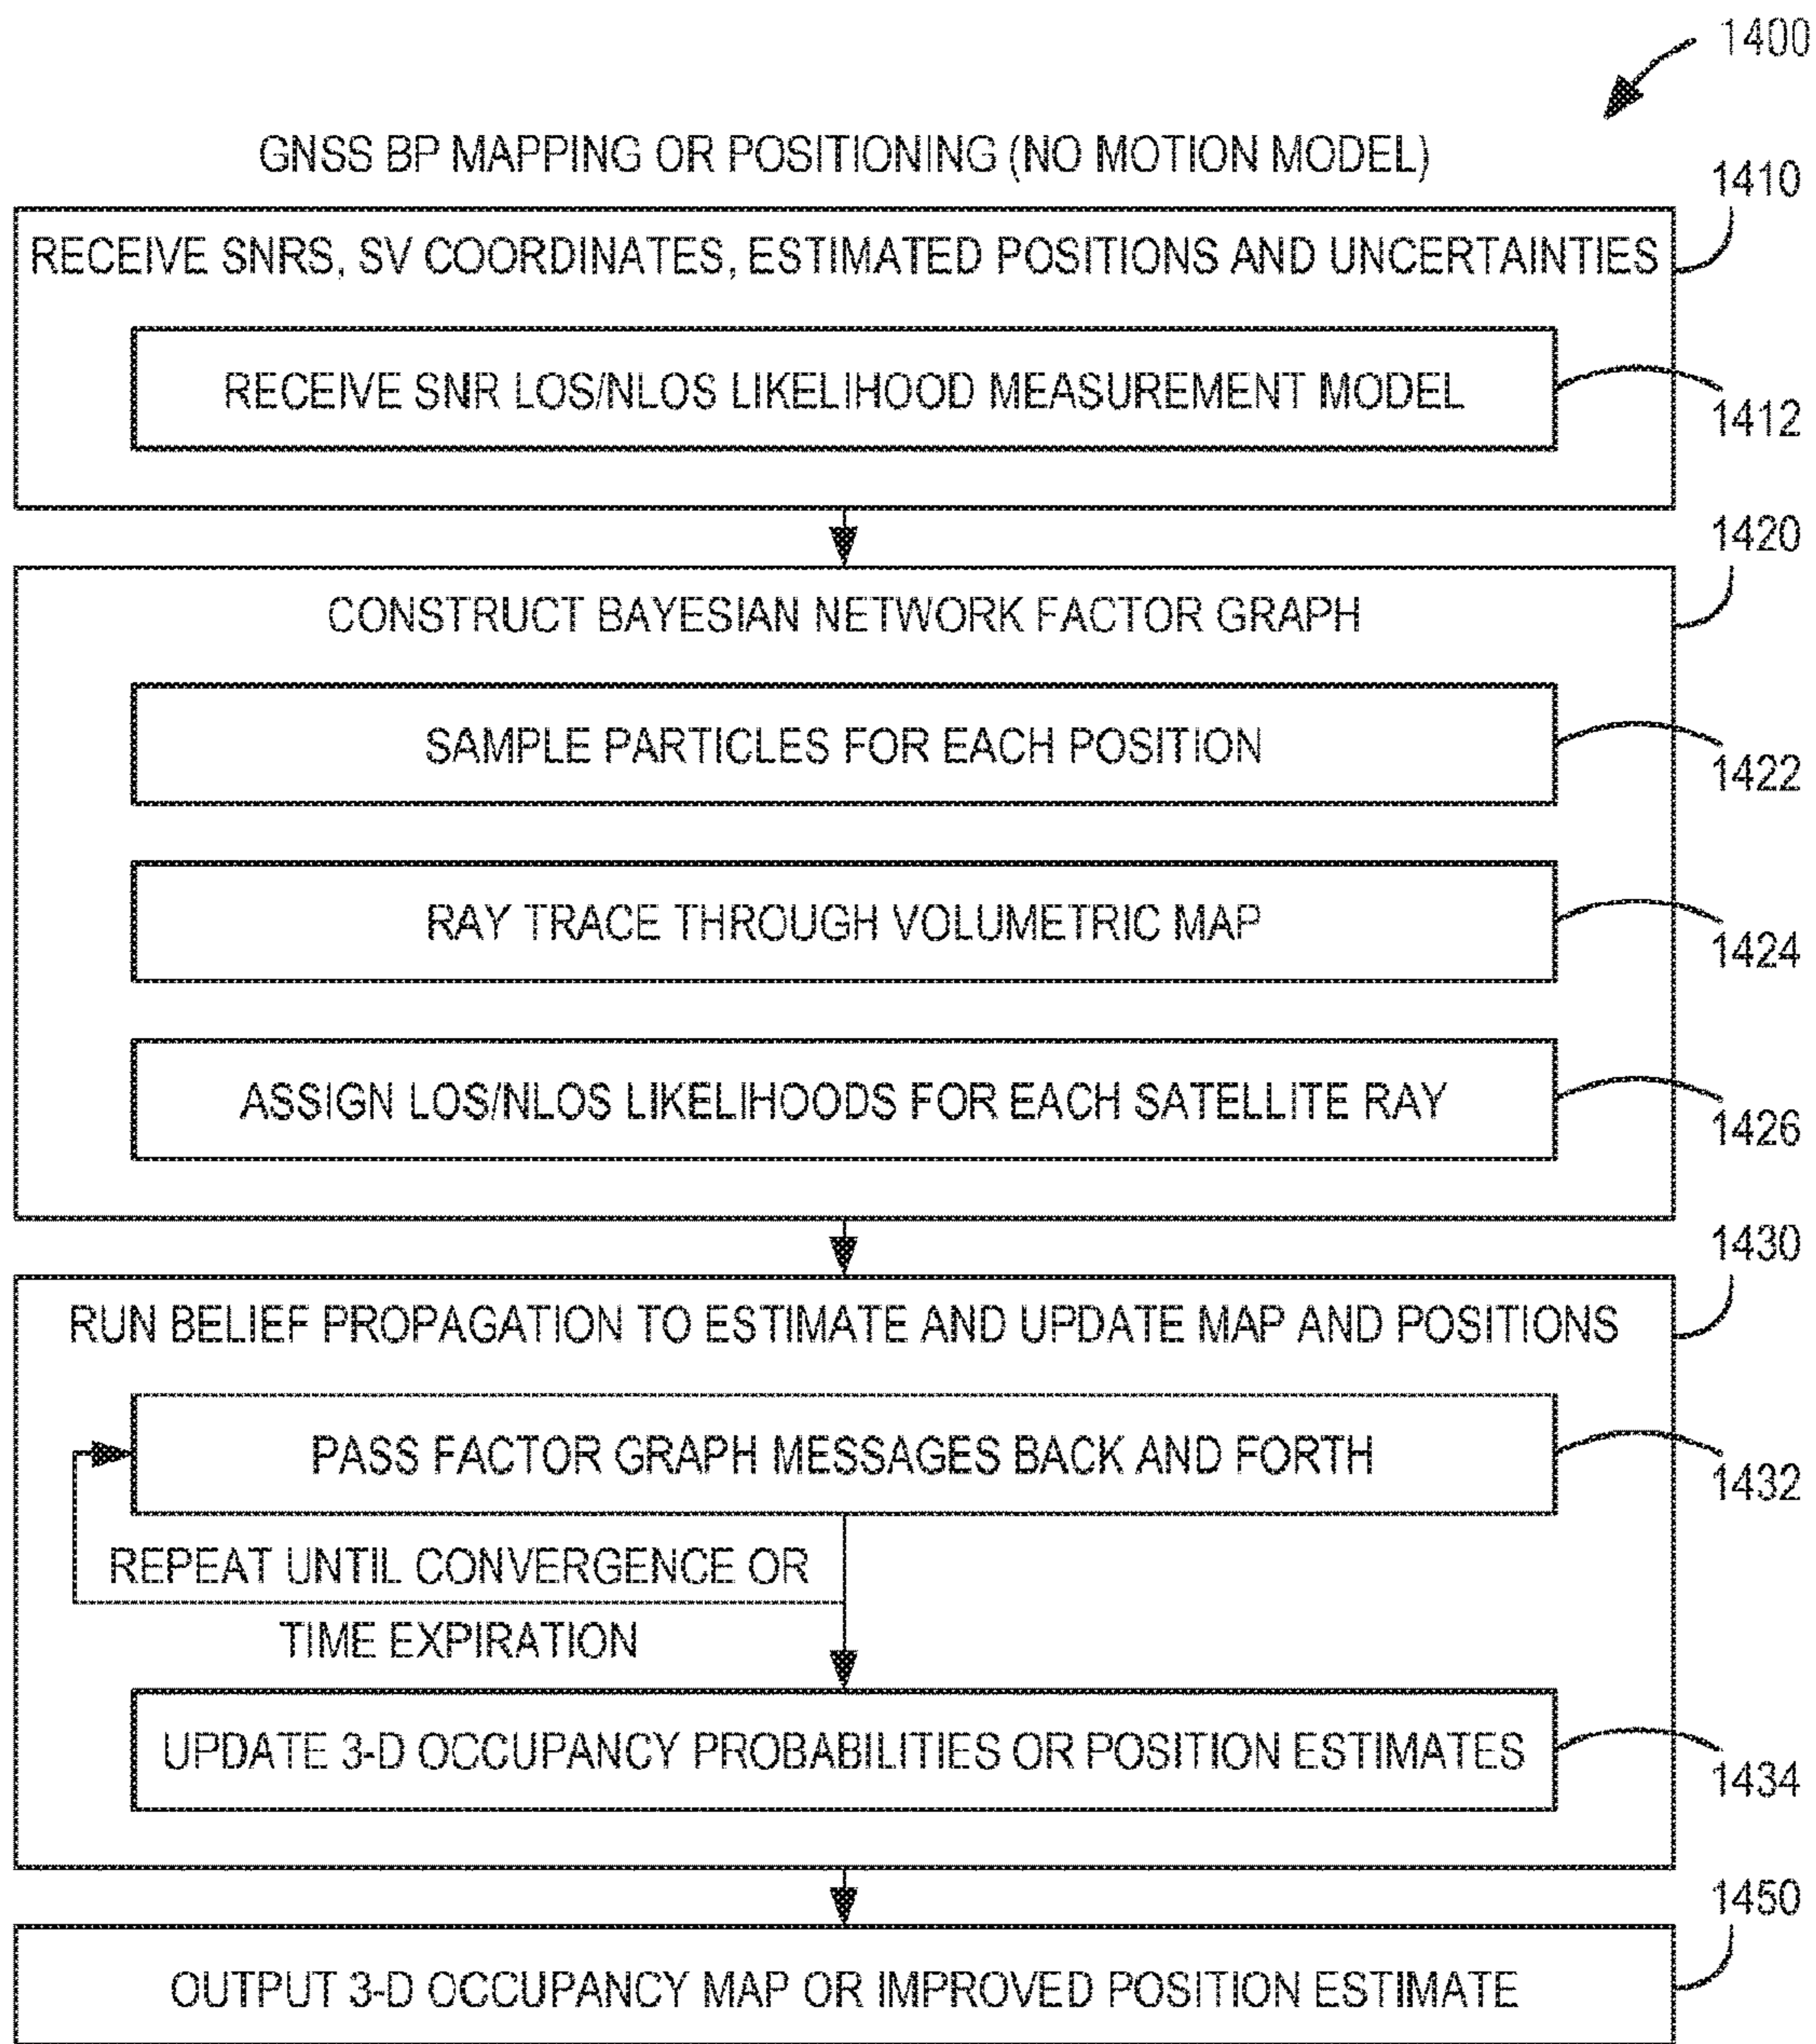 1400
GNSS BP MAPPING OR POSITIONING (NO MOTION MODEL)
1410
RECEIVE SNRS, SV COORDINATES, ESTIMATED POSITIONS AND UNCERTAINTIES
RECEIVE SNR LOS/NLOS LIKELIHOOD MEASUREMENT MODEL
1412
1420
CONSTRUCT BAYESIAN NETWORK FACTOR GRAPH
SAMPLE PARTICLES FOR EACH POSITION
1422
RAY TRACE THROUGH VOLUMETRIC MAP
1424
ASSIGN LOS/NLOS LIKELIHOODS FOR EACH SATELLITE RAY
1426
1430
RUN BELIEF PROPAGATION TO ESTIMATE AND UPDATE MAP AND POSITIONS
PASS FACTOR GRAPH MESSAGES BACK AND FORTH
1432
REPEAT UNTIL CONVERGENCE OR
TIME EXPIRATION
UPDATE 3-D OCCUPANCY PROBABILITIES OR POSITION ESTIMATES
1434
1450
OUTPUT 3-D OCCUPANCY MAP OR IMPROVED POSITION ESTIMATE